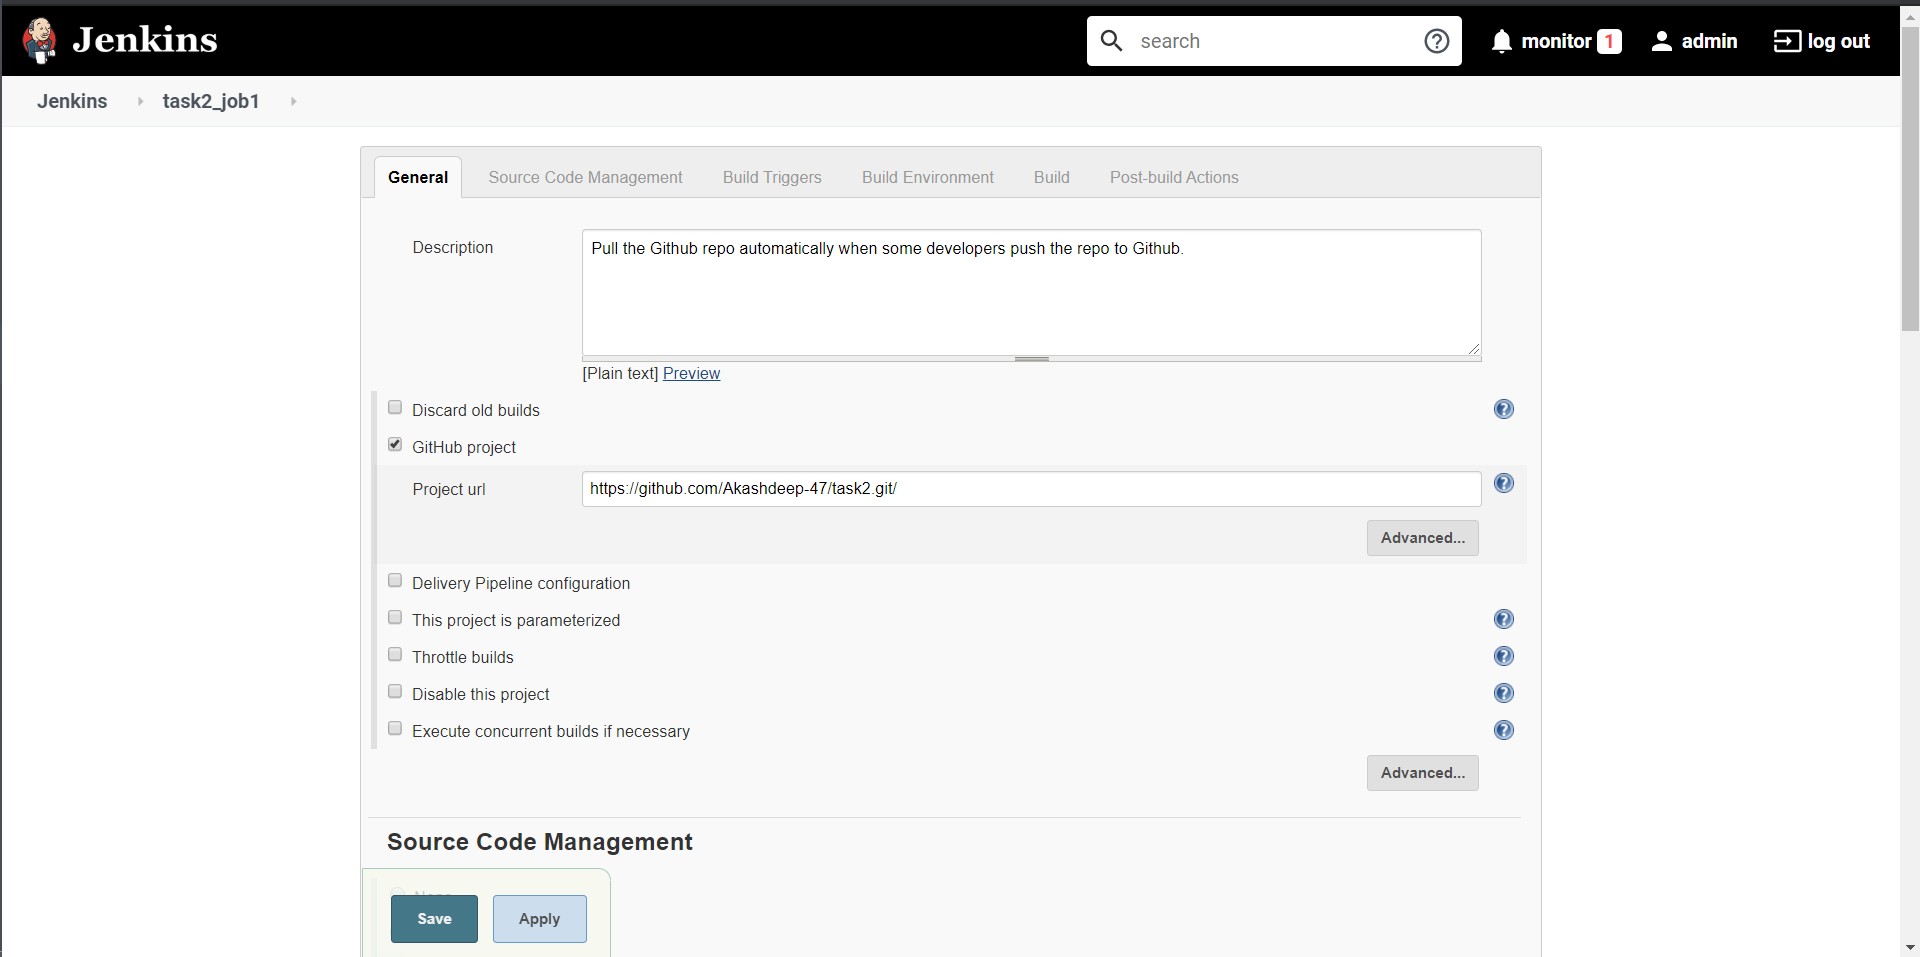 Jenkins
search
monitor 1
admin
log out
Jenkins
task2_job1
General
Source Code Management
Build Triggers
Build Environment
Build
Post-build Actions
Description
Pull the Github repo automatically when some developers push the repo to Github.
[Plain text] Preview
Discard old builds
GitHub project
Project url
https://github.com/Akashdeep-47/task2.git/
Advanced...
Delivery Pipeline configuration
This project is parameterized
Throttle builds
Disable this project
Execute concurrent builds if necessary
Advanced...
Source Code Management
Save
Apply